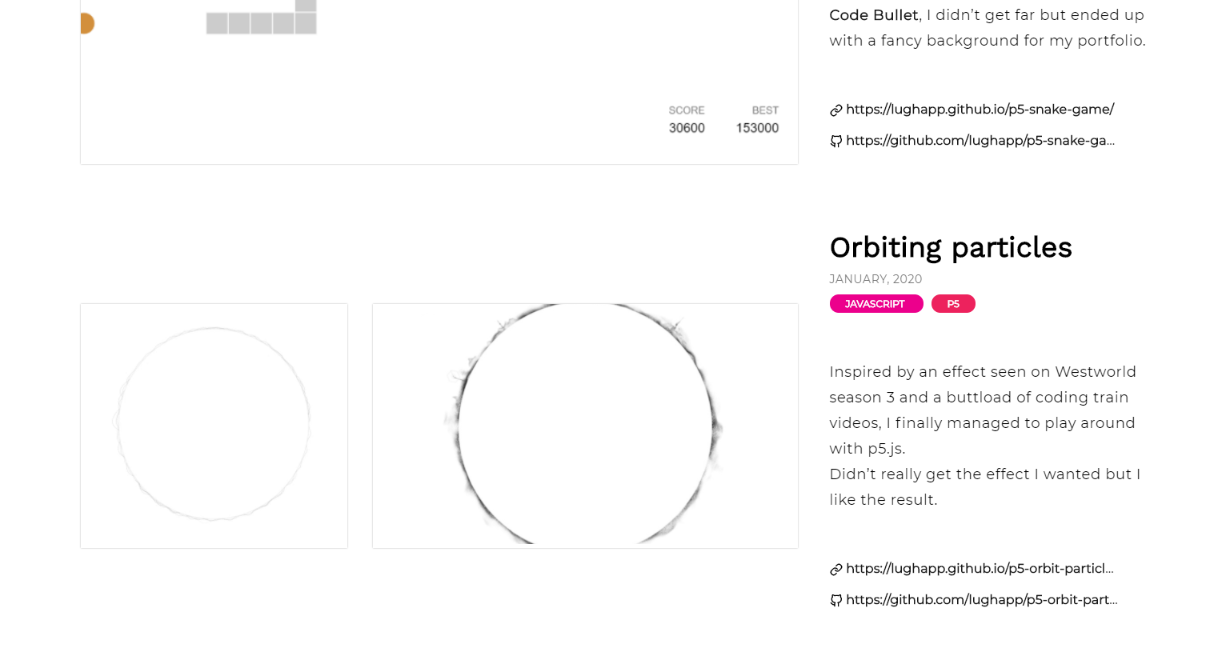 Code Bullet, I didn’t get far but ended up
with a fancy background for my portfolio.
SCORE BEST
30600 153000
https://lughapp.github.io/p5-snake-game/
https://github.com/lughapp/p5-snake-ga...
Orbiting particles
JANUARY, 2020
JAVASCRIPT P5
Inspired by an effect seen on Westworld
season 3 and a buttload of coding train
videos, I finally managed to play around
with p5.js.
Didn’t really get the effect I wanted but I
like the result.
https://lughapp.github.io/p5-orbit-particl...
https://github.com/lughapp/p5-orbit-part...